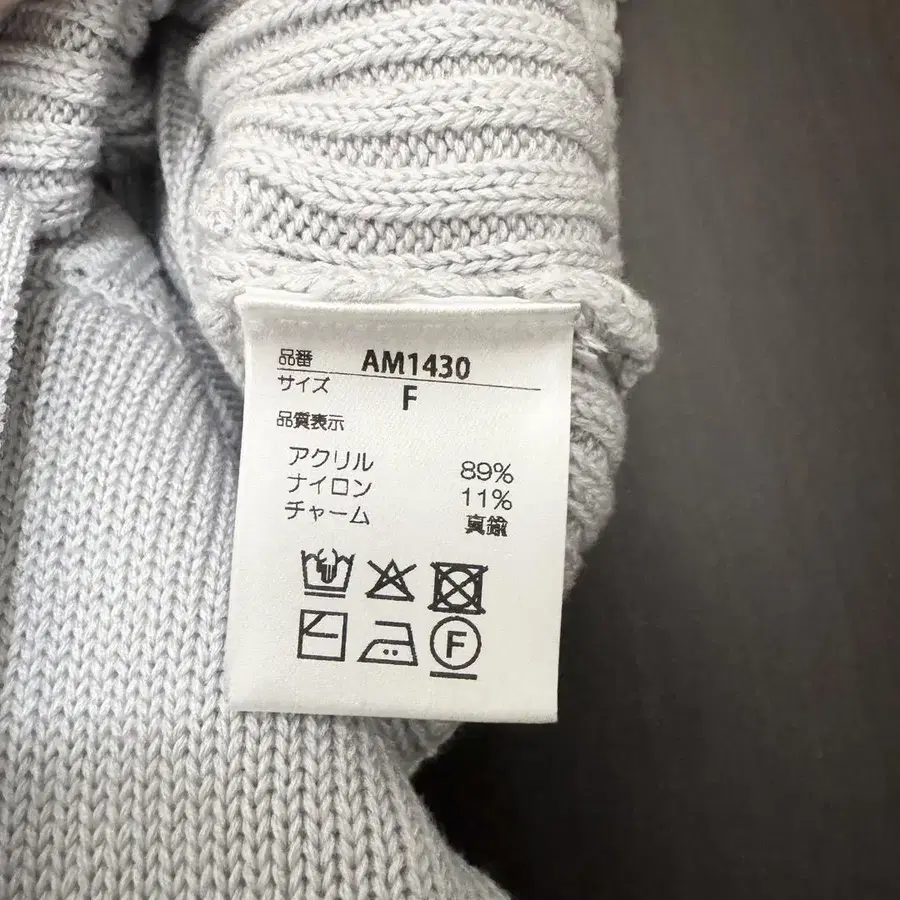 品番 AM1430
サイズ F
品質表示
アクリル 89%
ナイロン 11%
チャーム 真鍮
F